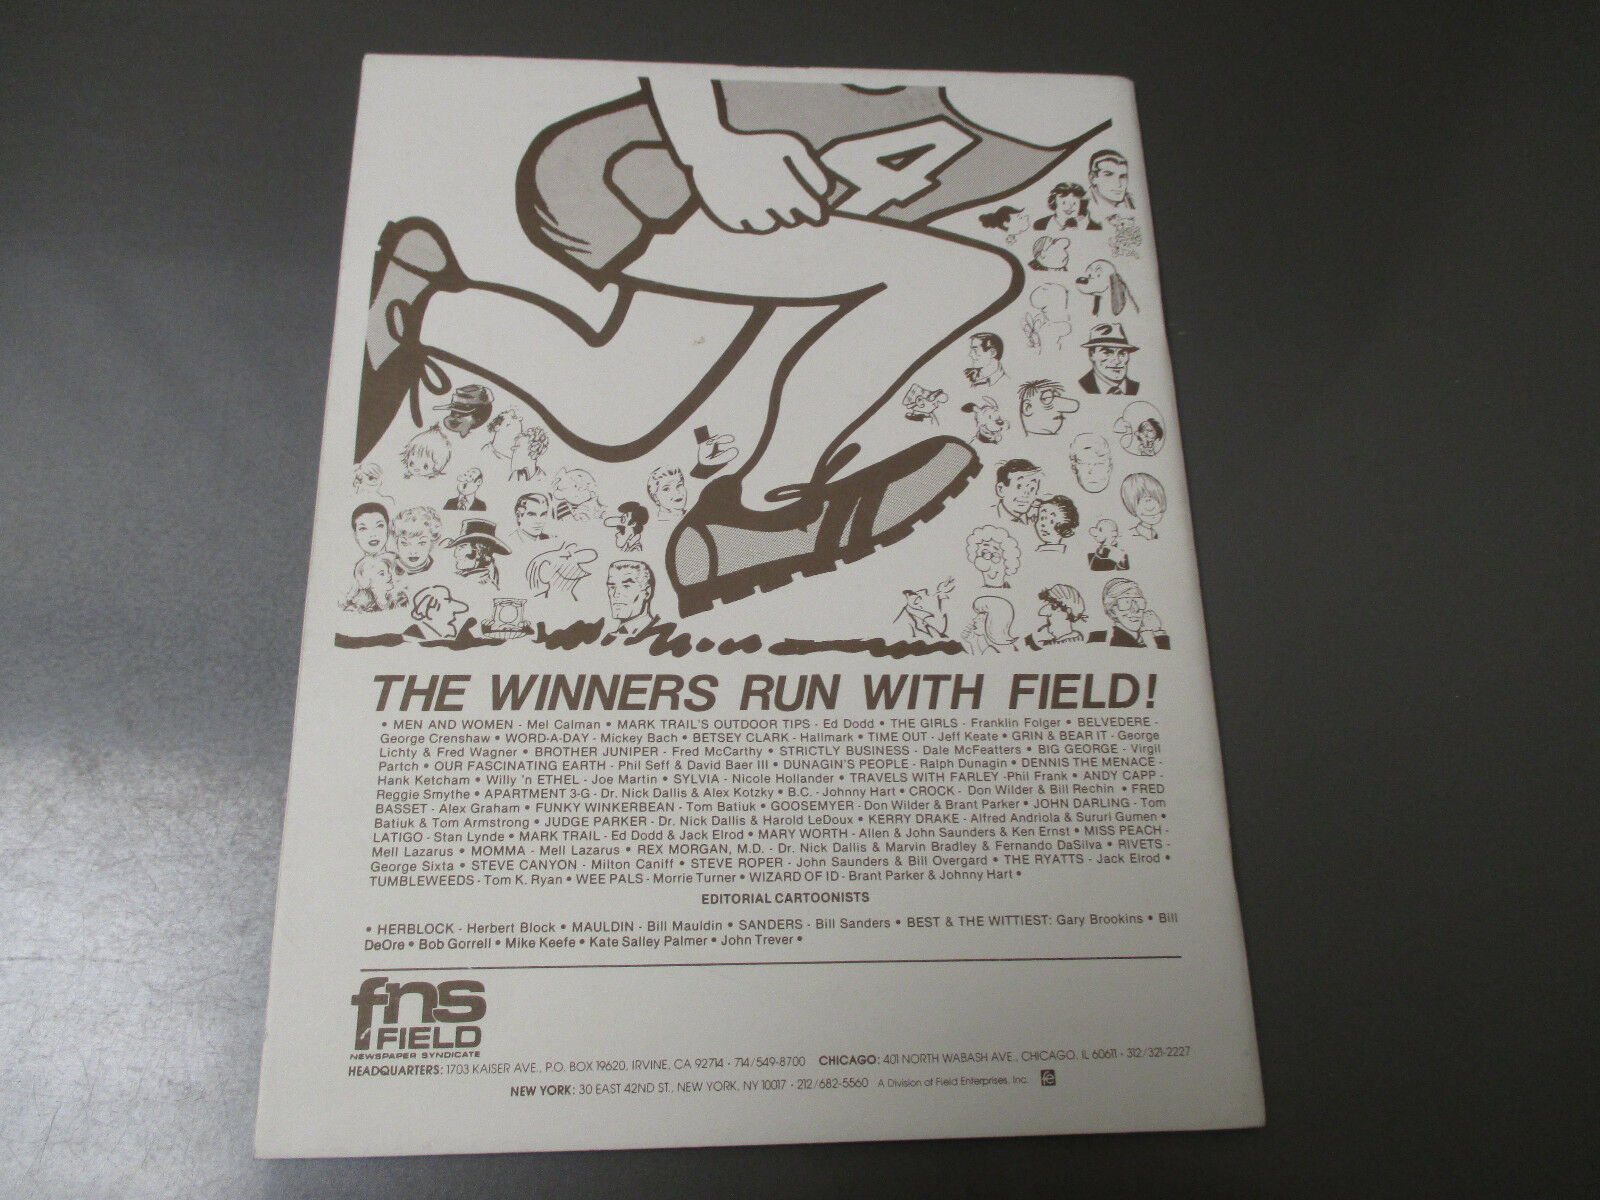 4
THE WINNERS RUN WITH FIELD!
• MEN AND WOMEN - Mel Calman • MARK TRAIL'S OUTDOOR TIPS - Ed Dodd • THE GIRLS - Franklin Folger • BELVEDERE -
George Crenshaw • WORD-A-DAY - Mickey Bach • BETSEY CLARK - Hallmark • TIME OUT - Jeff Keate • GRIN & BEAR IT - George
Lichty & Fred Wagner • BROTHER JUNIPER - Fred McCarthy • STRICTLY BUSINESS - Dale McFeatters • BIG GEORGE - Virgil
Partch • OUR FASCINATING EARTH - Phil Seff & David Baer III • DUNAGIN'S PEOPLE - Ralph Dunagin • DENNIS THE MENACE -
Hank Ketcham • Willy 'n ETHEL - Joe Martin • SYLVIA - Nicole Hollander • TRAVELS WITH FARLEY -Phil Frank • ANDY CAPP -
Reggie Smythe • APARTMENT 3-G - Dr. Nick Dallis & Alex Kotzky • B.C. - Johnny Hart • CROCK - Don Wilder & Bill Rechin • FRED
BASSET - Alex Graham • FUNKY WINKERBEAN - Tom Batiuk • GOOSEMYER - Don Wilder & Brant Parker • JOHN DARLING - Tom
Batiuk & Tom Armstrong • JUDGE PARKER - Dr. Nick Dallis & Harold LeDoux • KERRY DRAKE - Alfred Andriola & Sururi Gumen •
LATIGO - Stan Lynde • MARK TRAIL - Ed Dodd & Jack Elrod • MARY WORTH - Allen & John Saunders & Ken Ernst • MISS PEACH -
Mell Lazarus • MOMMA - Mell Lazarus • REX MORGAN, M.D. - Dr. Nick Dallis & Marvin Bradley & Fernando DaSilva • RIVETS -
George Sixta • STEVE CANYON - Milton Caniff • STEVE ROPER - John Saunders & Bill Overgard • THE RYATTS - Jack Elrod •
TUMBLEWEEDS - Tom K. Ryan • WEE PALS - Morrie Turner • WIZARD OF ID - Brant Parker & Johnny Hart •
EDITORIAL CARTOONISTS
• HERBLOCK - Herbert Block • MAULDIN - Bill Mauldin • SANDERS - Bill Sanders • BEST & THE WITTIEST: Gary Brookins • Bill
DeOre • Bob Gorrell • Mike Keefe • Kate Salley Palmer • John Trever •
fns
FIELD
NEWSPAPER SYNDICATE
HEADQUARTERS: 1703 KAISER AVE., P.O. BOX 19620, IRVINE, CA 92714 • 714/549-8700 CHICAGO: 401 NORTH WABASH AVE., CHICAGO, IL 60611 • 312/321-2227
NEW YORK: 30 EAST 42ND ST., NEW YORK, NY 10017 • 212/682-5560 A Division of Field Enterprises, Inc. fe